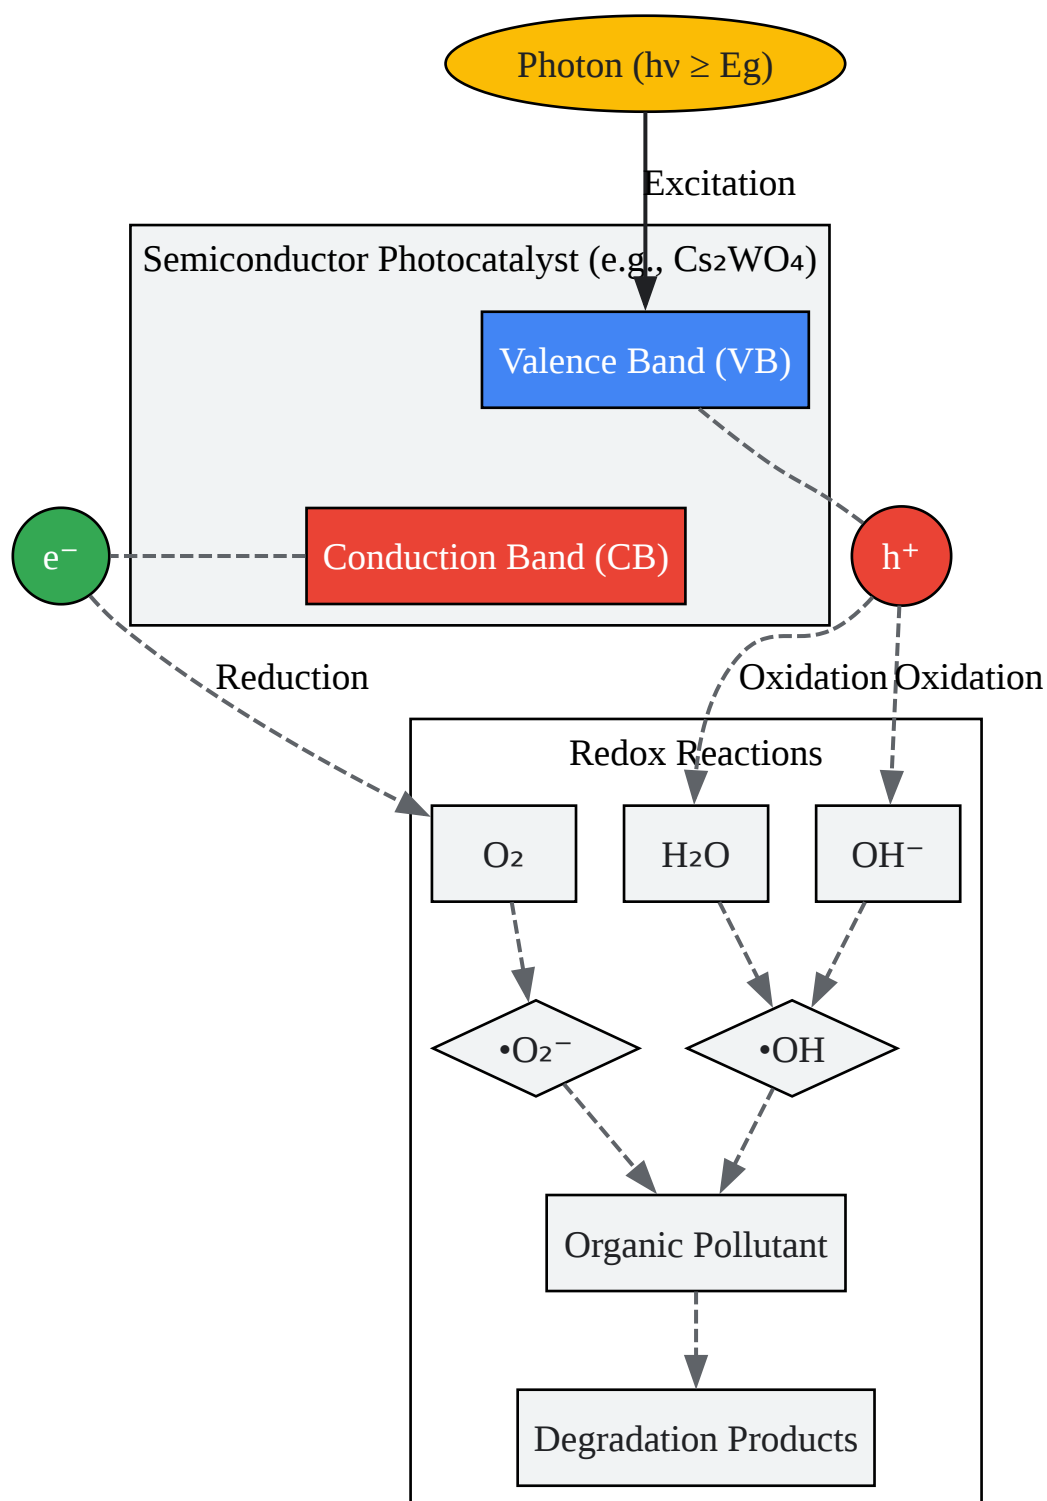 Photon (hν ≥ Eg)
Excitation
Semiconductor Photocatalyst (e.g., Cs₂WO₄)
Valence Band (VB)
e⁻
Conduction Band (CB)
h⁺
Reduction
Oxidation
Oxidation
Redox Reactions
O₂
H₂O
OH⁻
•O₂⁻
•OH
Organic Pollutant
Degradation Products